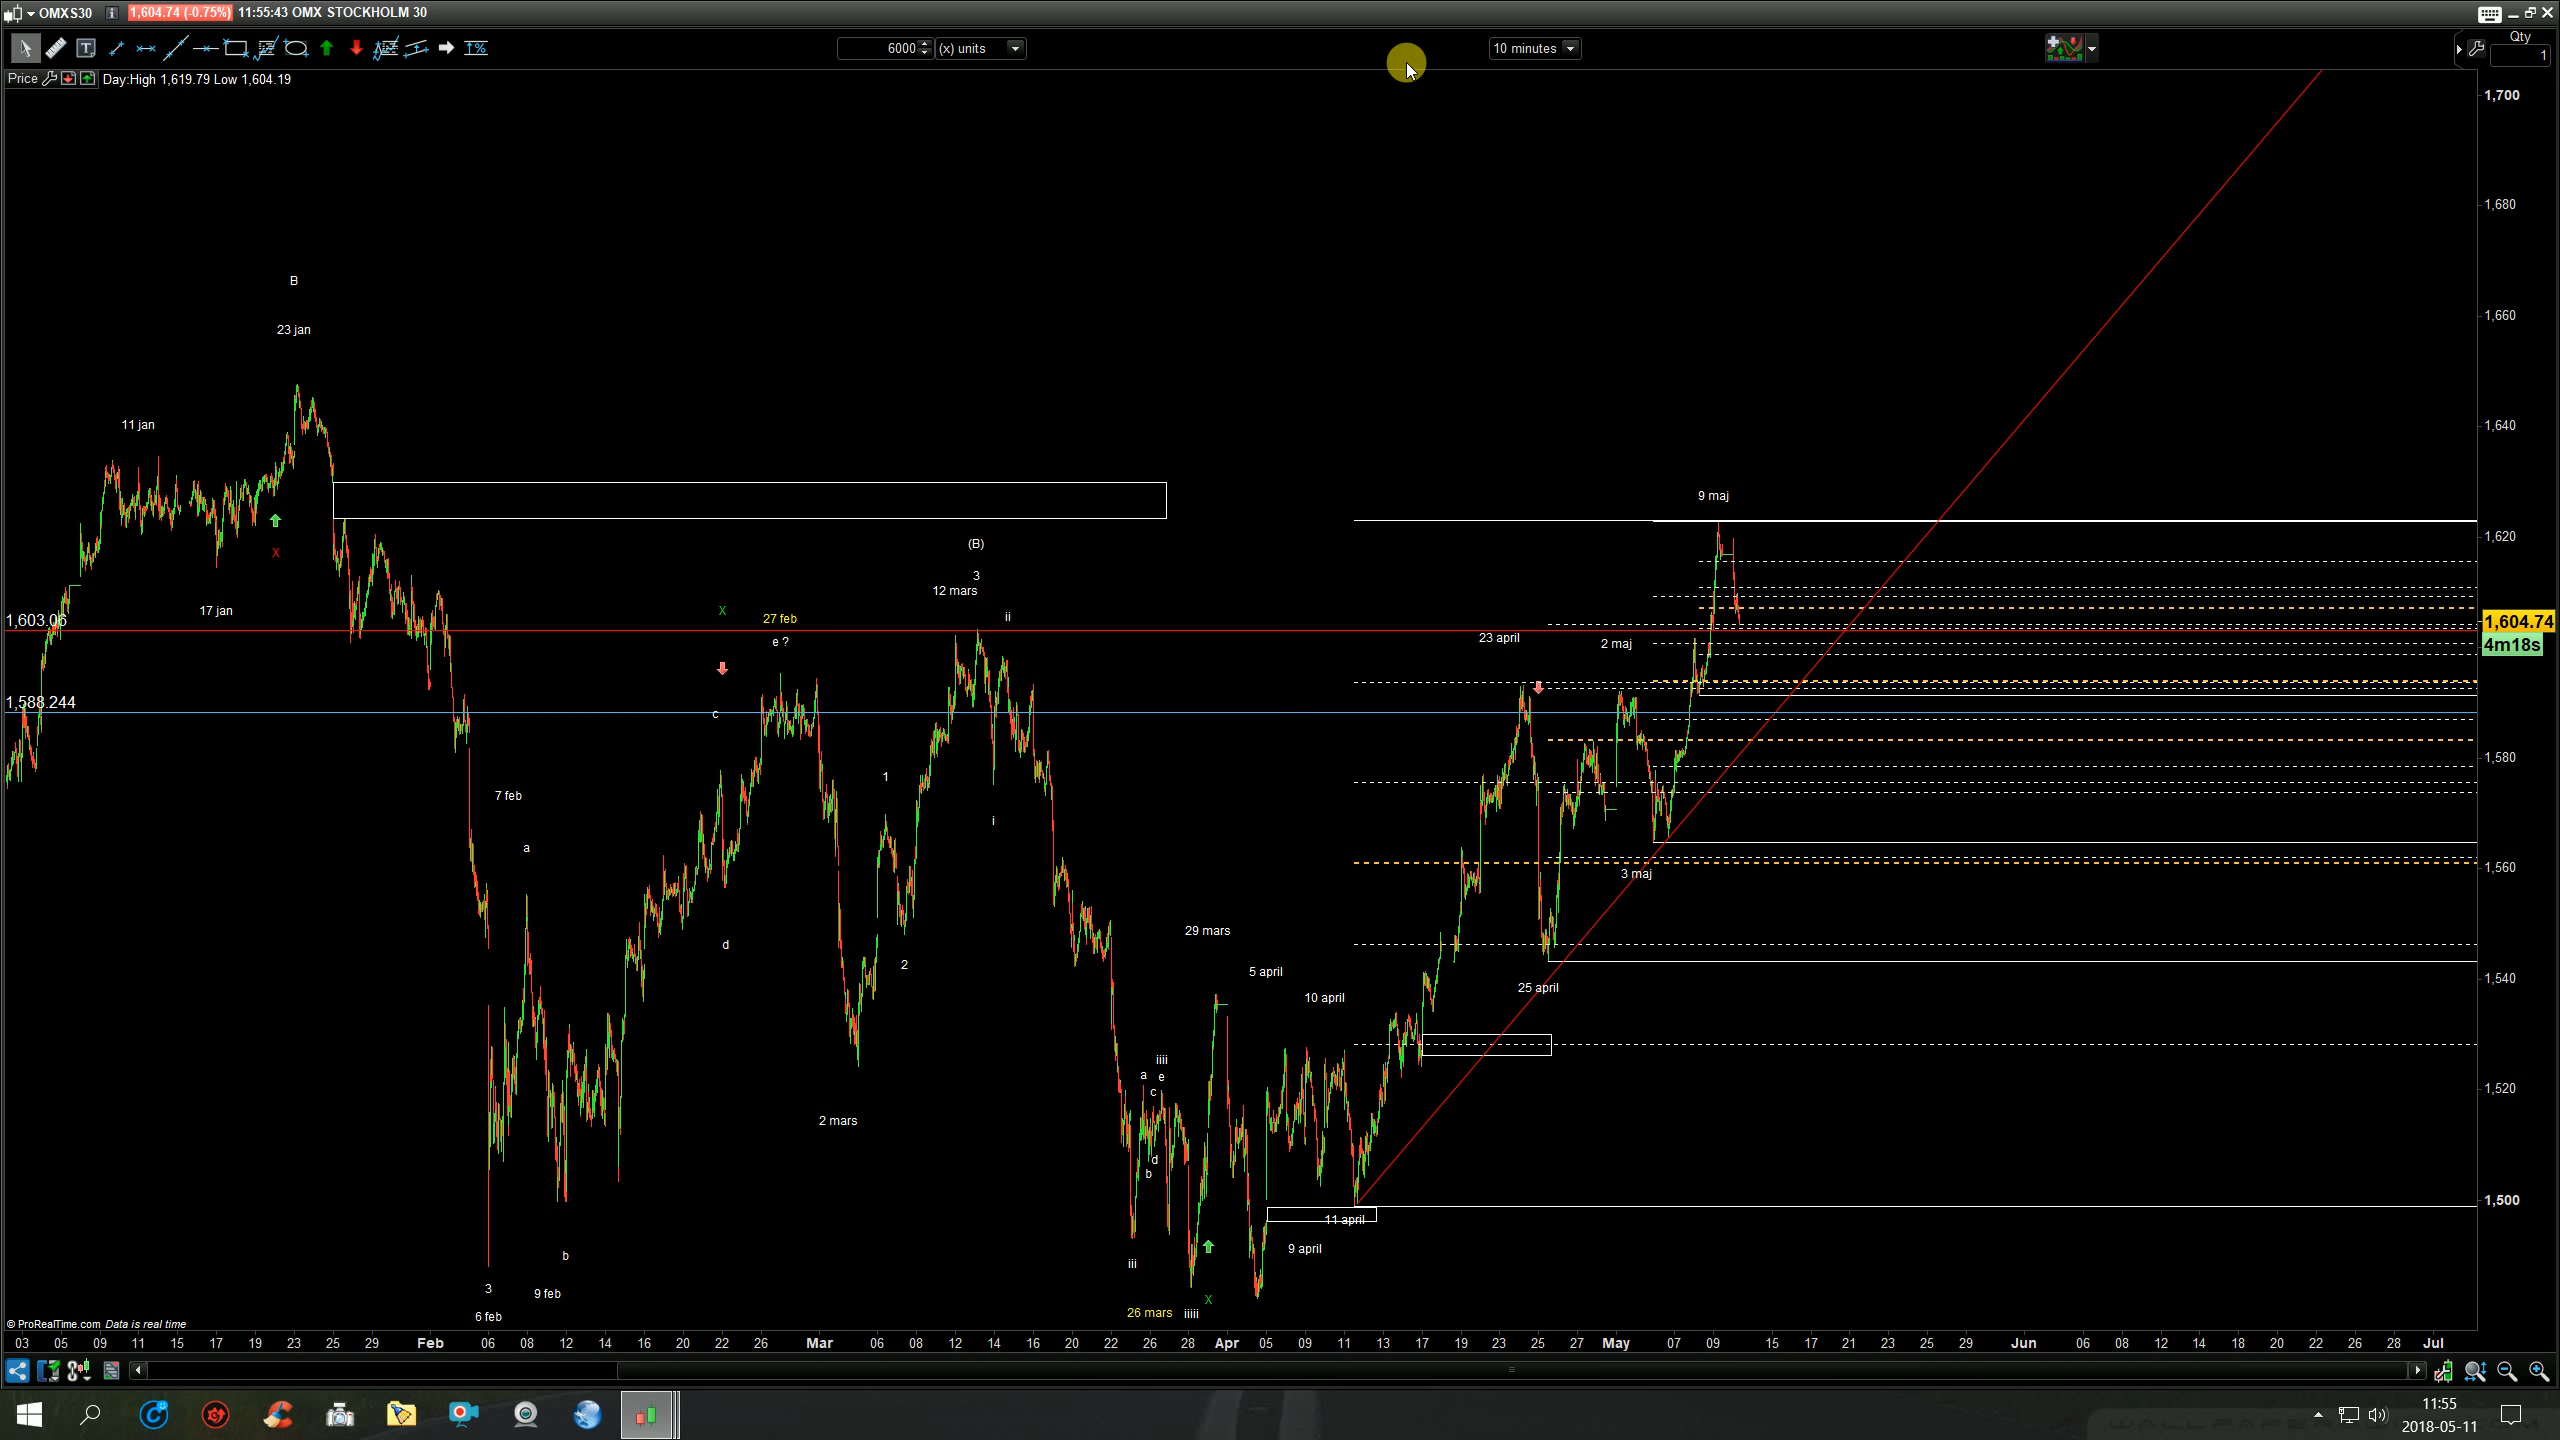 OMXS30 i 1,604.74 (-0.75%) 11:55:43 OMX STOCKHOLM 30
6000 (x) units
10 minutes
Qty
1
Price Day:High 1,619.79 Low 1,604.19
1,700
1,680
1,660
1,640
1,620
1,604.74
4m18s
1,580
1,560
1,540
1,520
1,500
B
23 jan
11 jan
X
17 jan
1,603.06
1,588.244
7 feb
a
3
6 feb
9 feb
b
X
c
d
27 feb
e ?
2 mars
1
2
(B)
3
12 mars
ii
i
iii
a
iiii
e
c
d
b
26 mars
iiiii
29 mars
X
5 april
10 april
9 april
11 april
23 april
25 april
2 maj
3 maj
9 maj
© ProRealTime.com Data is real time
03 05 09 11 15 17 19 23 25 29 Feb 06 08 12 14 16 20 22 26 Mar 06 08 12 14 16 20 22 26 28 Apr 05 09 11 13 17 19 23 25 27 May 07 09 15 17 21 23 25 29 Jun 06 08 12 14 18 20 22 26 28 Jul
11:55
2018-05-11